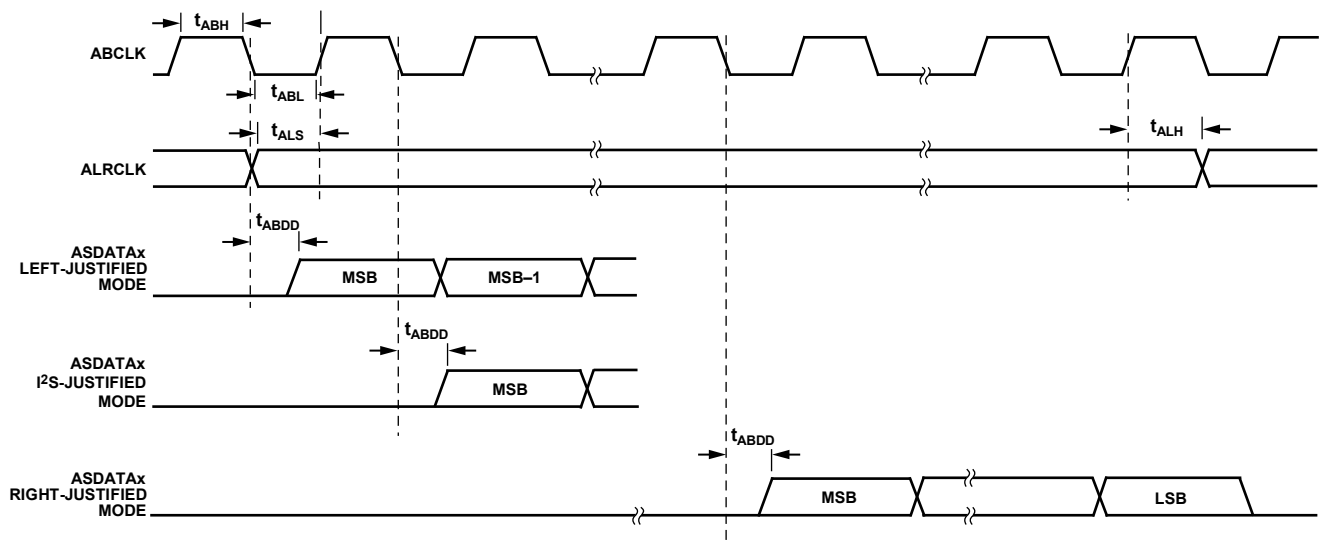 tABH
ABCLK
tABL
tALS
tALH
ALRCLK
tABDD
ASDATAx
LEFT-JUSTIFIED
MODE
MSB
MSB–1
tABDD
ASDATAx
I²S-JUSTIFIED
MODE
MSB
tABDD
ASDATAx
RIGHT-JUSTIFIED
MODE
MSB
LSB